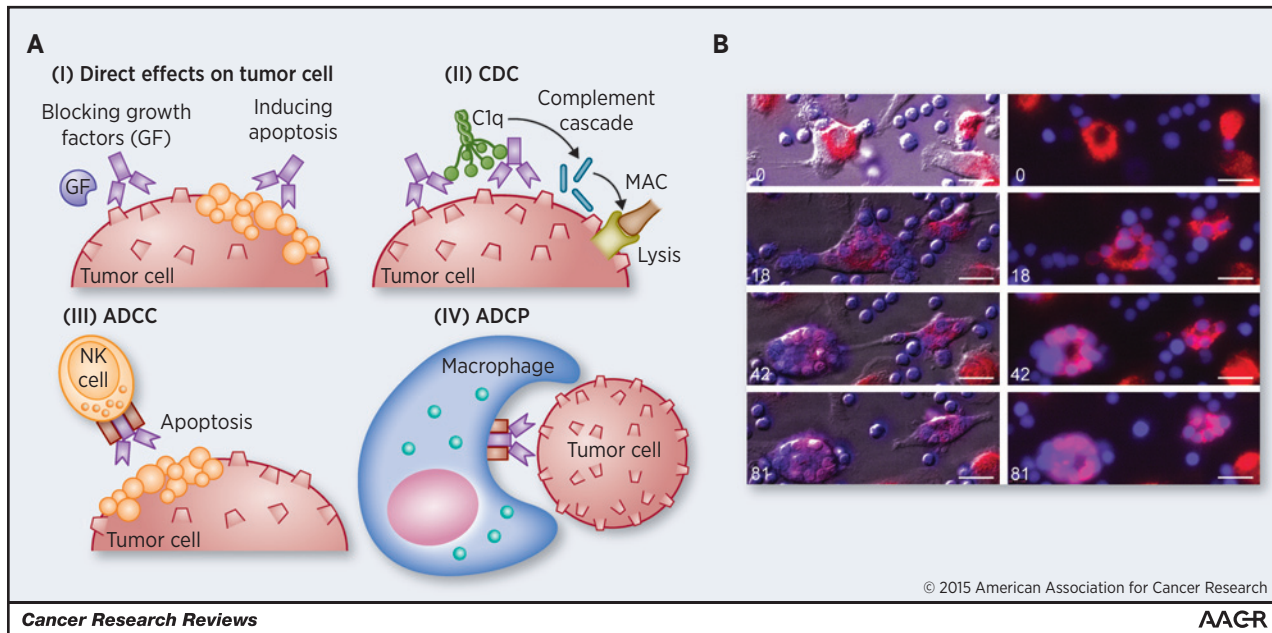 A
(I) Direct effects on tumor cell
Blocking growth
factors (GF)
Inducing
apoptosis
GF
Tumor cell
(II) CDC
C1q
Complement
cascade
MAC
Lysis
Tumor cell
(III) ADCC
NK
cell
Apoptosis
Tumor cell
(IV) ADCP
Macrophage
Tumor cell
B
0
0
18
18
42
42
81
81
© 2015 American Association for Cancer Research
Cancer Research Reviews
AACR